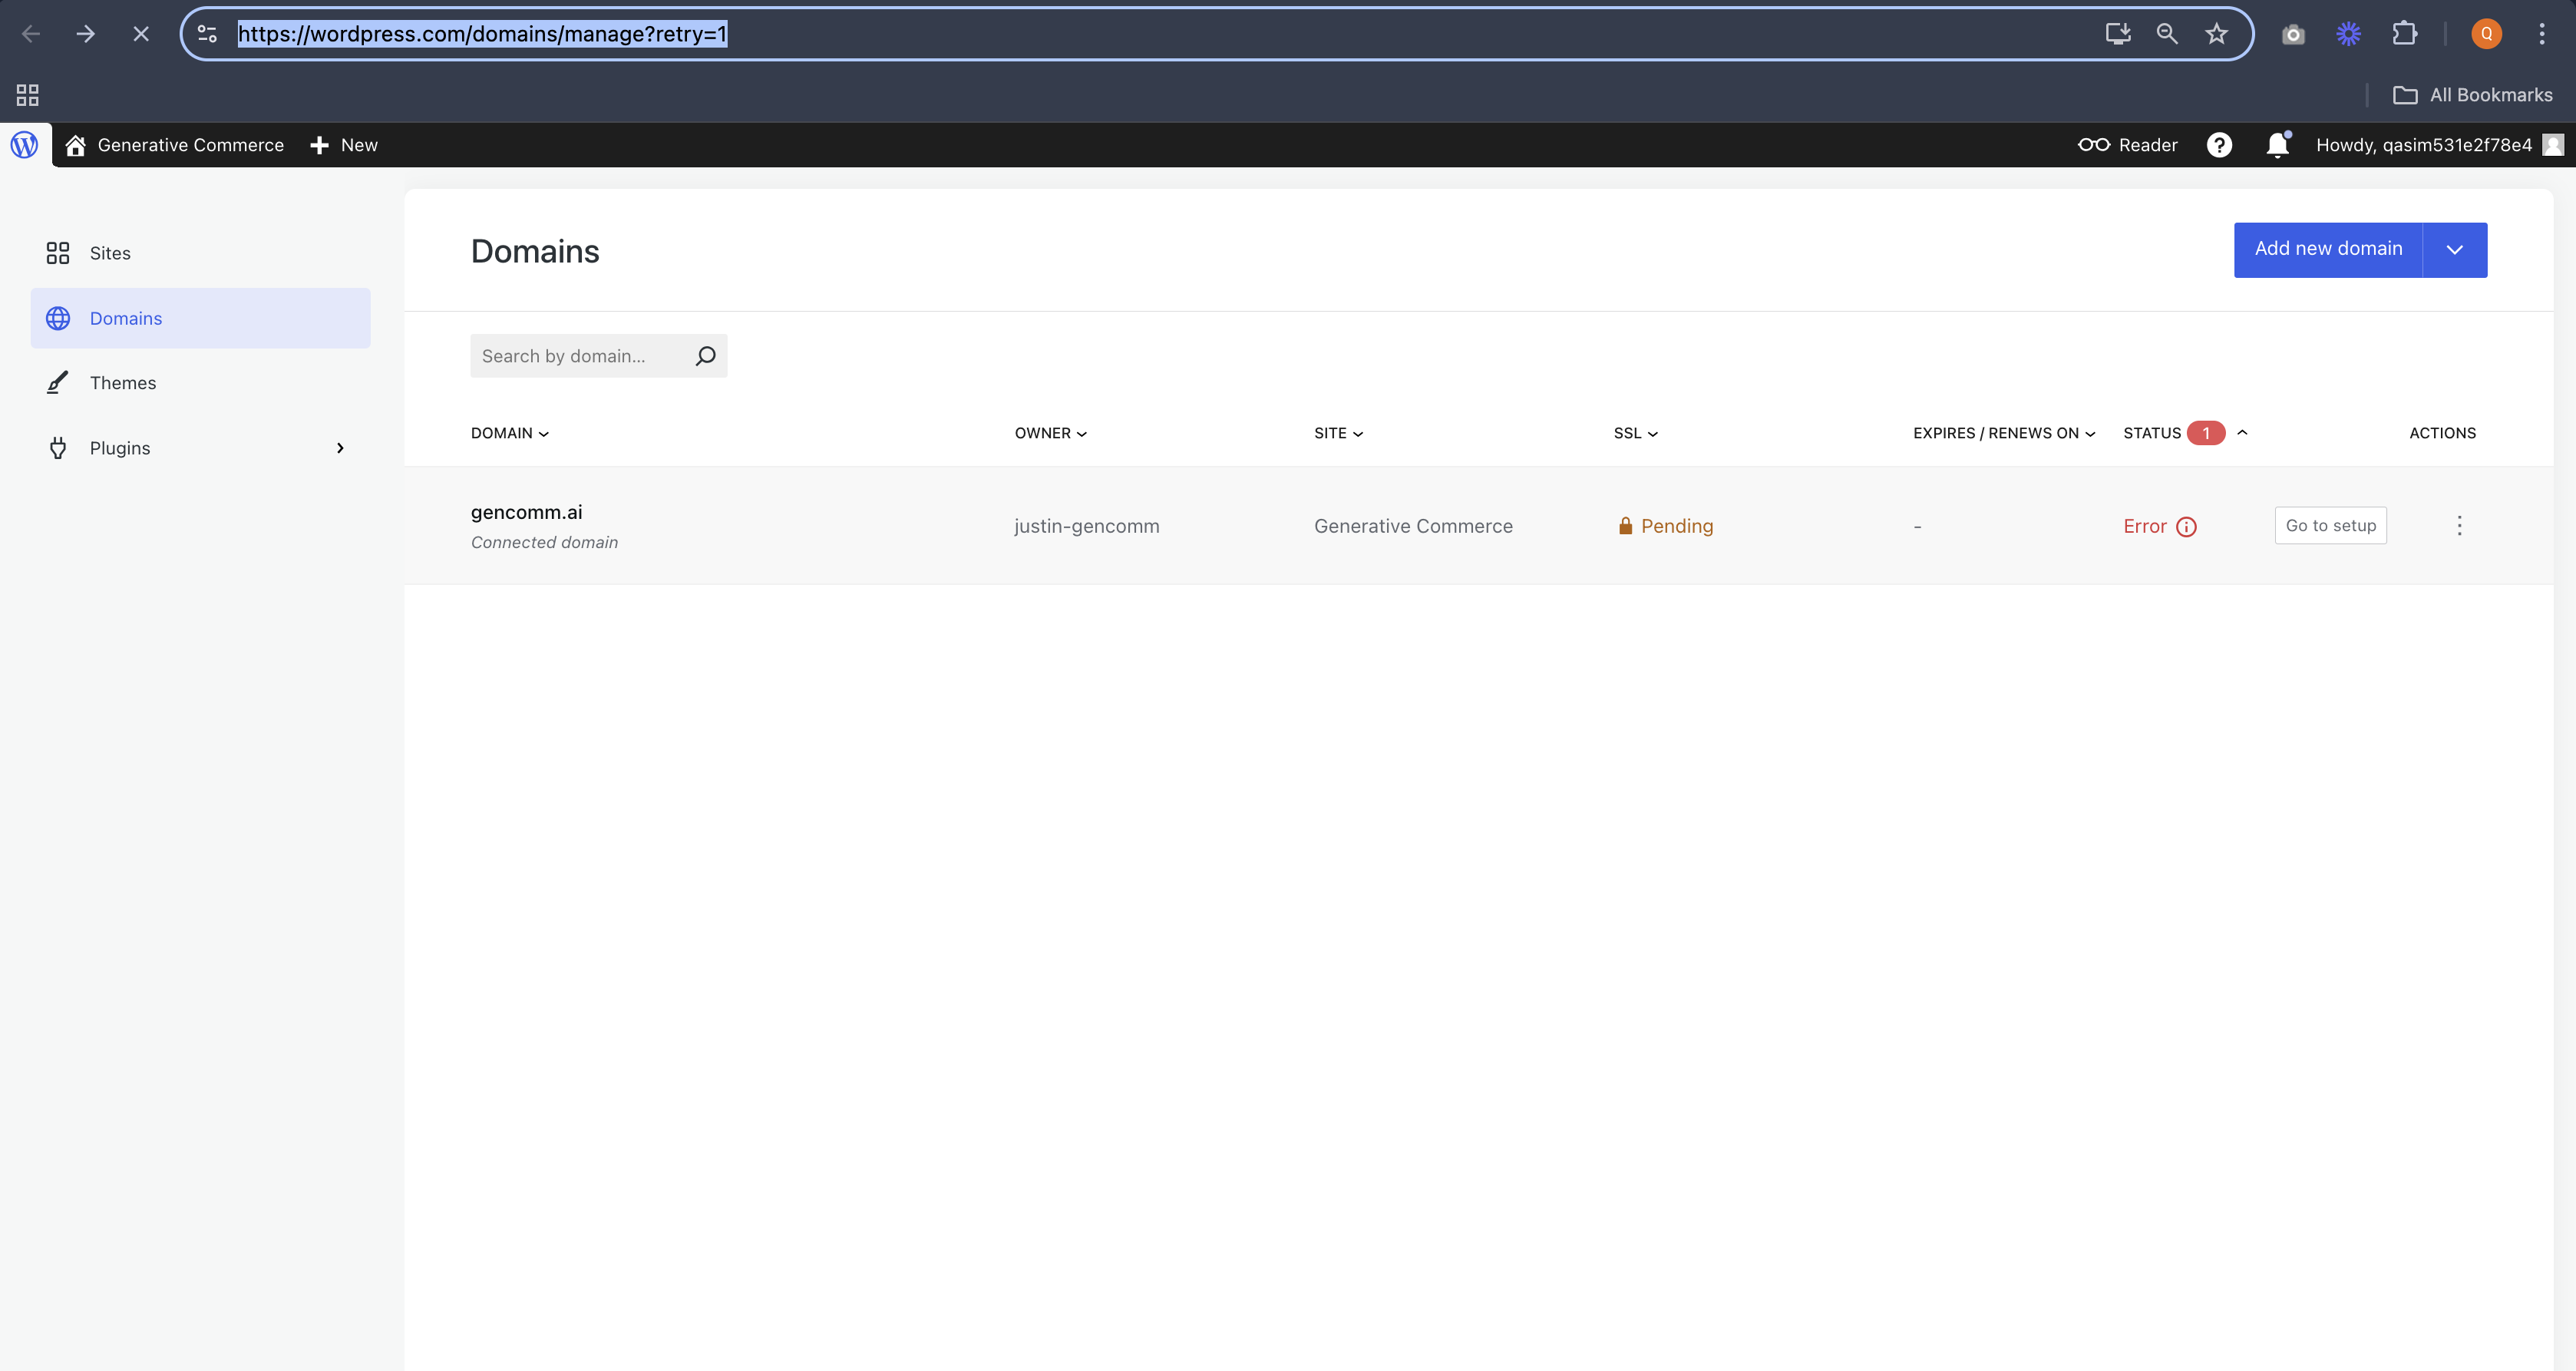 https://wordpress.com/domains/manage?retry=1
Q
All Bookmarks
Generative Commerce
New
Reader
Howdy, qasim531e2f78e4
Sites
Domains
Themes
Plugins
Domains
Add new domain
Search by domain...
DOMAIN OWNER SITE SSL EXPIRES / RENEWS ON STATUS 1 ACTIONS
gencomm.ai
Connected domain
justin-gencomm
Generative Commerce
Pending
-
Error
Go to setup